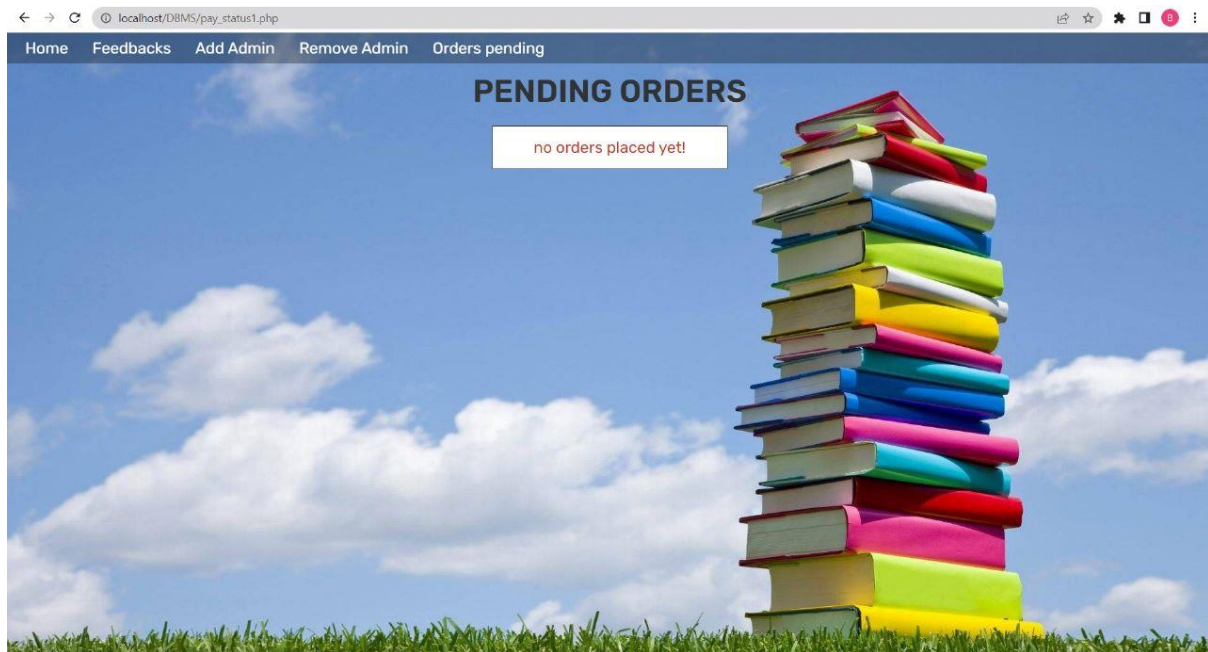 localhost/DBMS/pay_status1.php
B
Home Feedbacks Add Admin Remove Admin Orders pending
PENDING ORDERS
no orders placed yet!